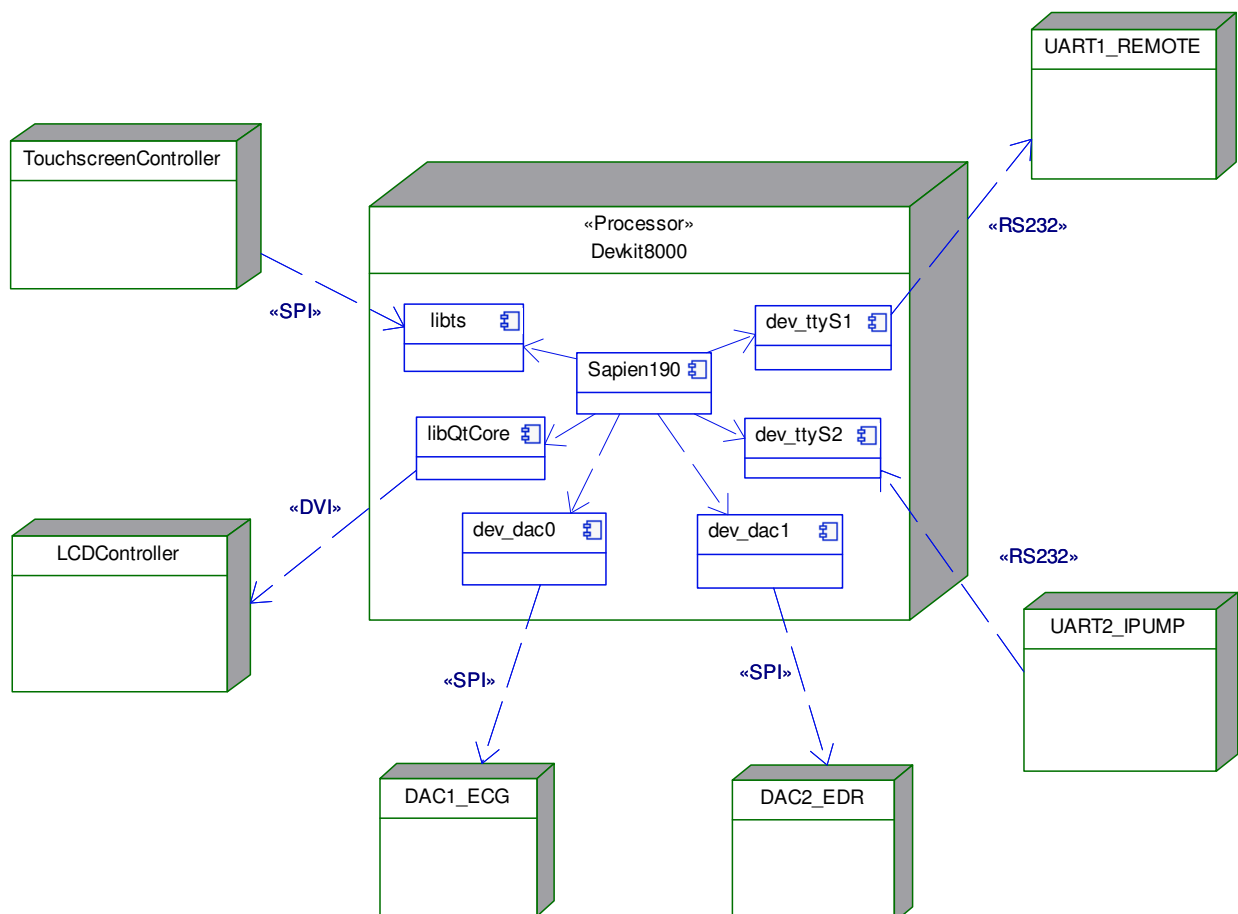 UART1_REMOTE
TouchscreenController
«Processor»
Devkit8000
«RS232»
«SPI»
libts
dev_ttyS1
Sapien190
libQtCore
dev_ttyS2
«DVI»
dev_dac0
dev_dac1
LCDController
«RS232»
UART2_IPUMP
«SPI»
«SPI»
DAC1_ECG
DAC2_EDR